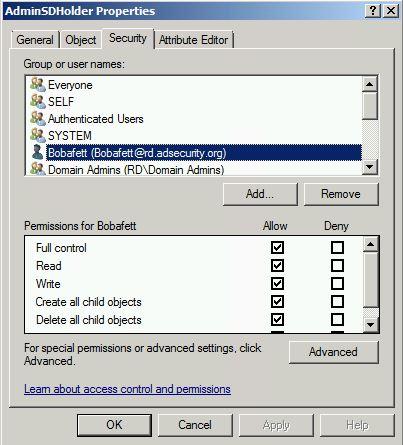 AdminSDHolder Properties
General Object Security Attribute Editor
Group or user names:
Everyone
SELF
Authenticated Users
SYSTEM
Bobafett (Bobafett@rd.adsecurity.org)
Domain Admins (RD\Domain Admins)
Add... Remove
Permissions for Bobafett Allow Deny
Full control
Read
Write
Create all child objects
Delete all child objects
For special permissions or advanced settings, click
Advanced.
Advanced
Learn about access control and permissions
OK Cancel Apply Help